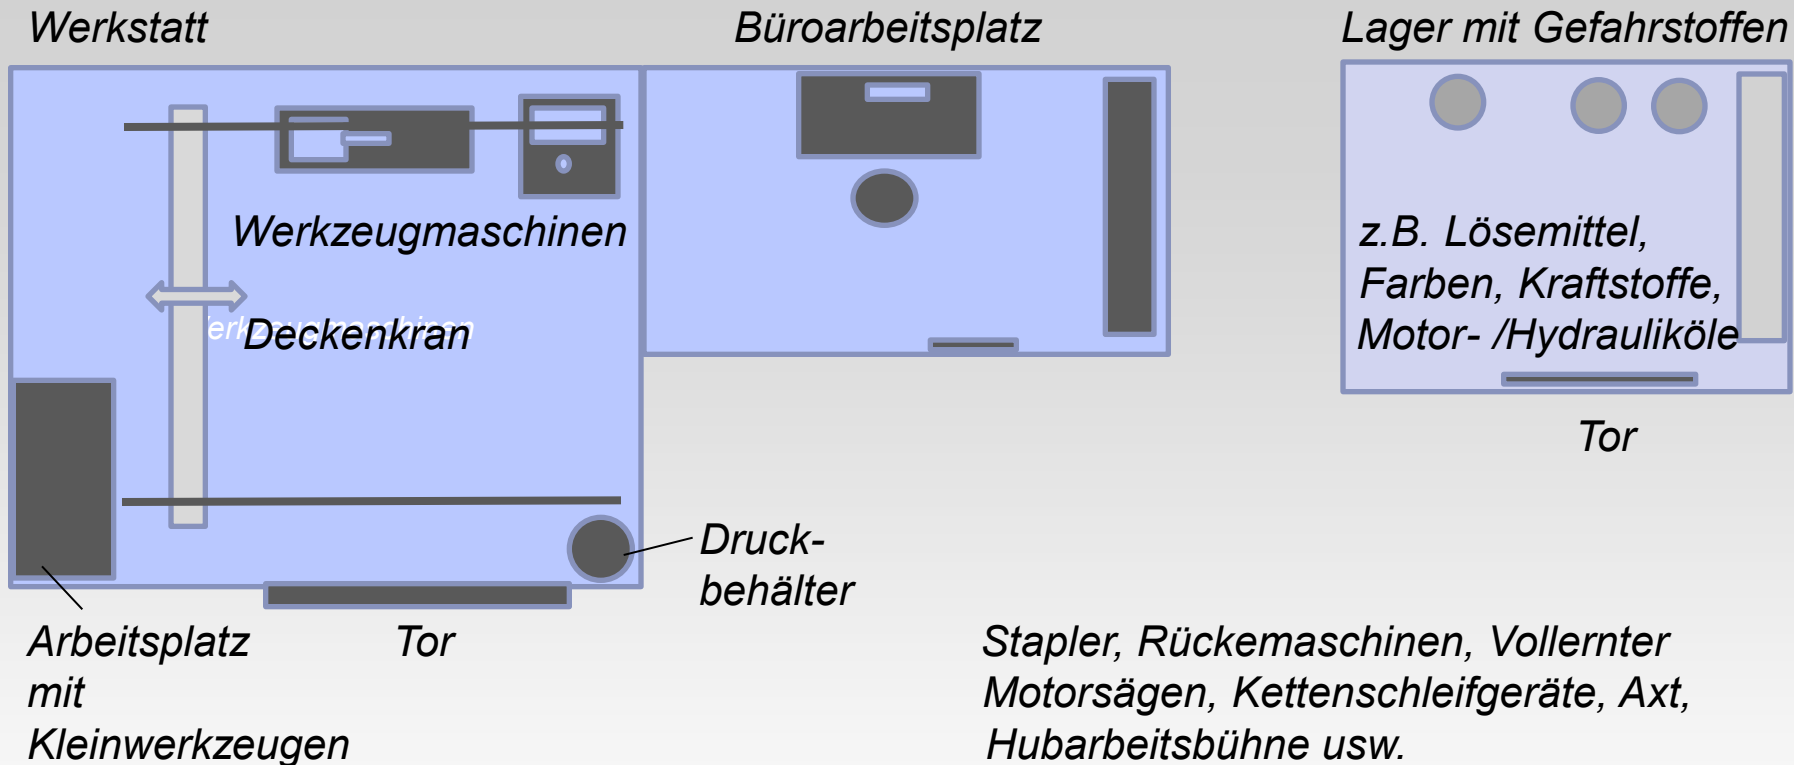 Werkstatt
Büroarbeitsplatz
Lager mit Gefahrstoffen
Werkzeugmaschinen
Deckenkran
z.B. Lösemittel,
Farben, Kraftstoffe,
Motor- /Hydrauliköle
Tor
Druck-
behälter
Arbeitsplatz
mit
Kleinwerkzeugen
Tor
Stapler, Rückemaschinen, Vollernter
Motorsägen, Kettenschleifgeräte, Axt,
Hubarbeitsbühne usw.